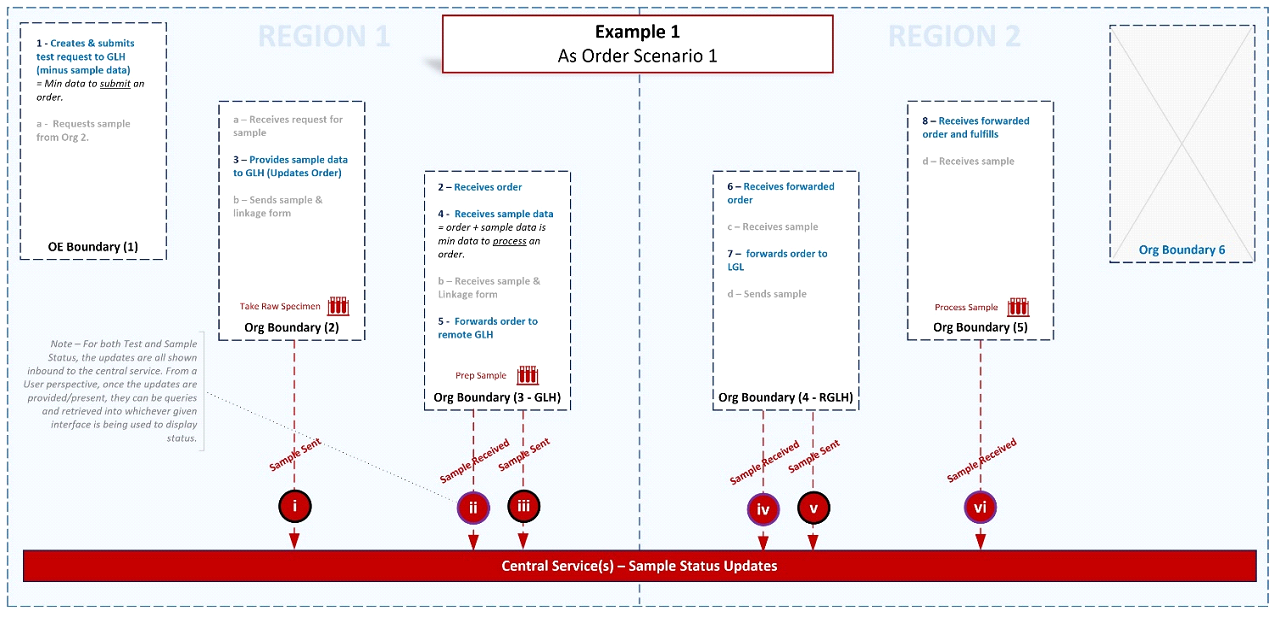 REGION 1
Example 1
As Order Scenario 1
REGION 2
1 - Creates & submits
test request to GLH
(minus sample data)
= Min data to submit an
order.
a -  Requests sample
from Org 2.
OE Boundary (1)
a – Receives request for
sample
3 – Provides sample data
to GLH (Updates Order)
b – Sends sample &
linkage form
Take Raw Specimen
Org Boundary (2)
2 – Receives order
4 -  Receives sample data
= order + sample data is
min data to process an
order.
b – Receives sample &
Linkage form
5 -  Forwards order to
remote GLH
Prep Sample
Org Boundary (3 - GLH)
6 – Receives forwarded
order
c – Receives sample
7 –  forwards order to
LGL
d – Sends sample
Org Boundary (4 - RGLH)
8 – Receives forwarded
order and fulfills
d – Receives sample
Process Sample
Org Boundary (5)
Org Boundary 6
Note – For both Test and Sample
Status, the updates are all shown
inbound to the central service. From a
User perspective, once the updates are
provided/present, they can be queries
and retrieved into whichever given
interface is being used to display
status.
Sample Sent
Sample Received
Sample Sent
Sample Received
Sample Sent
Sample Received
i
ii
iii
iv
v
vi
Central Service(s) – Sample Status Updates